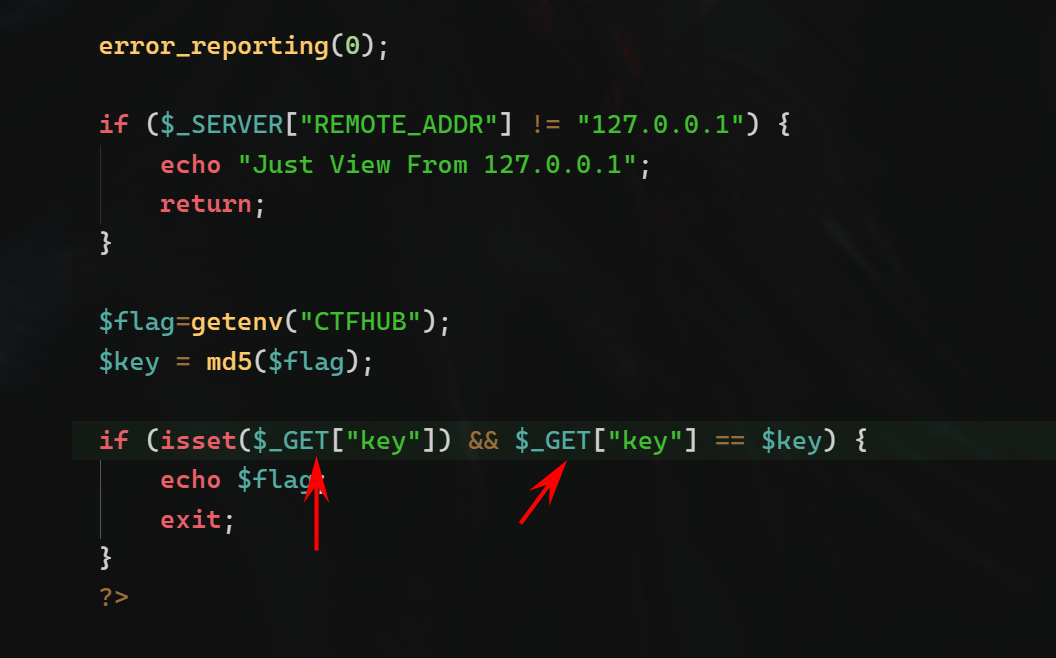 error_reporting(0);
if ($_SERVER["REMOTE_ADDR"] != "127.0.0.1") {
echo "Just View From 127.0.0.1";
return;
}
$flag=getenv("CTFHUB");
$key = md5($flag);
if (isset($_GET["key"]) && $_GET["key"] == $key) {
echo $flag;
exit;
}
?>